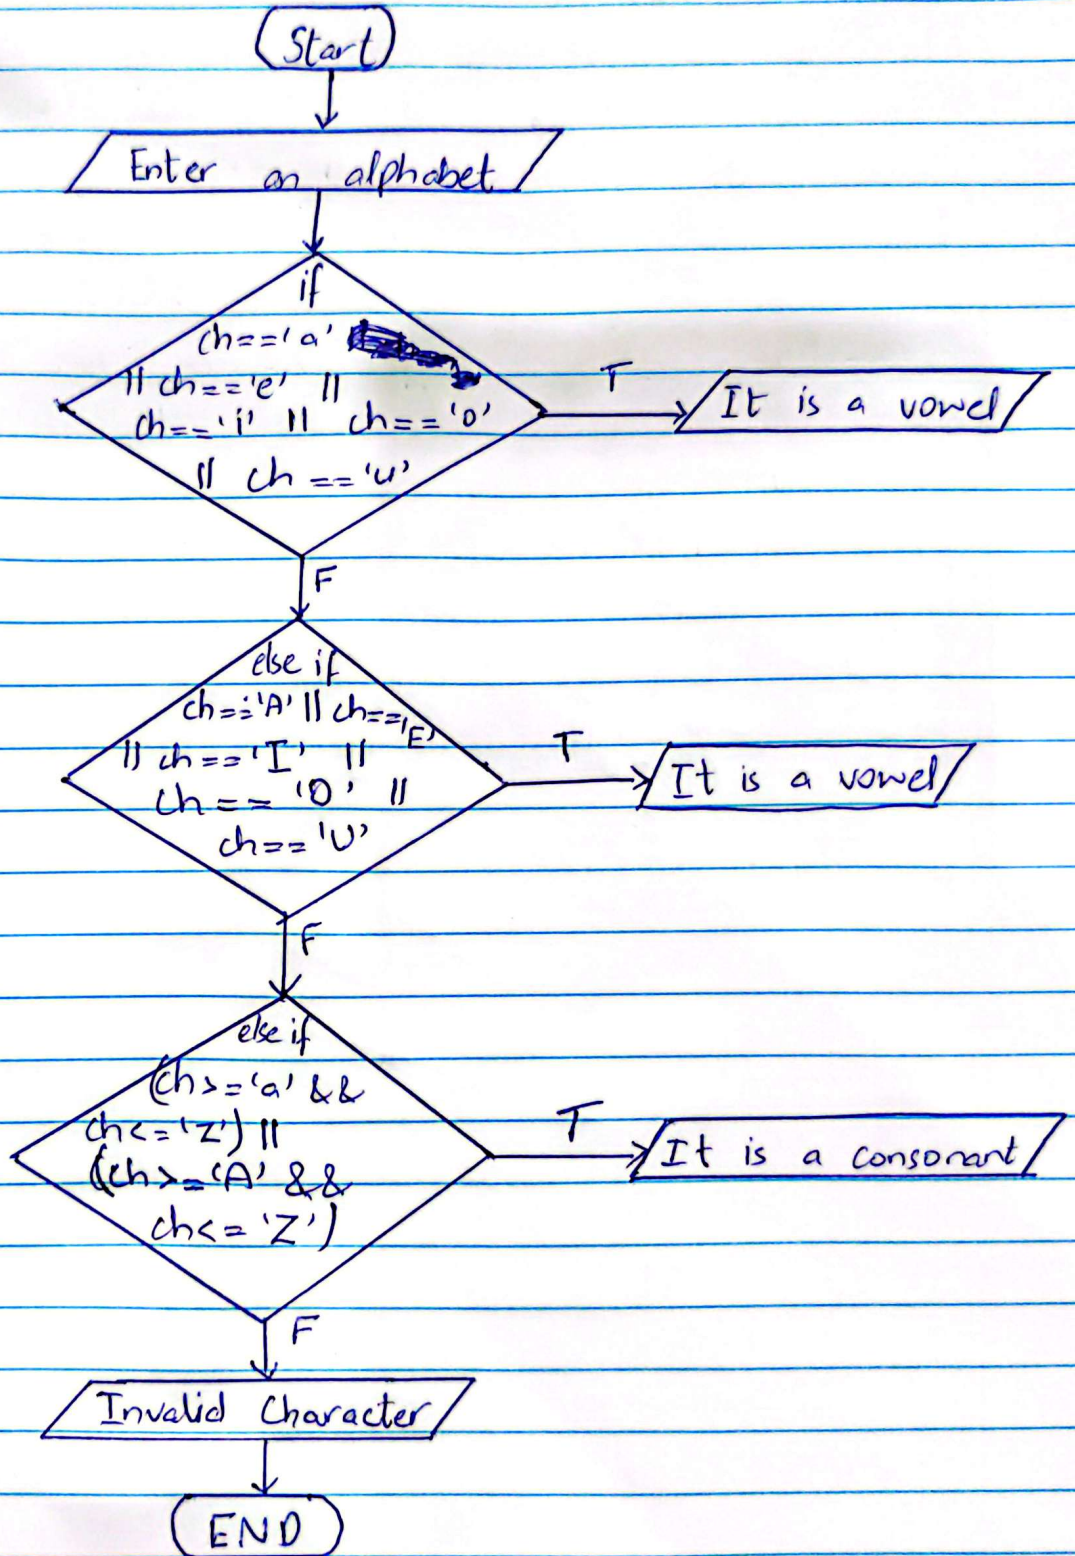 Start
Enter an alphabet
if
ch=='a'
|| ch=='e' ||
ch=='i' || ch=='o'
|| ch=='u'
T
It is a vowel
F
else if
ch=='A' || ch=='E'
|| ch=='I' ||
ch=='O' ||
ch=='U'
T
It is a vowel
F
else if
(ch>='a' &&
ch<='z') ||
(ch>='A' &&
ch<='Z')
T
It is a consonant
F
Invalid Character
END